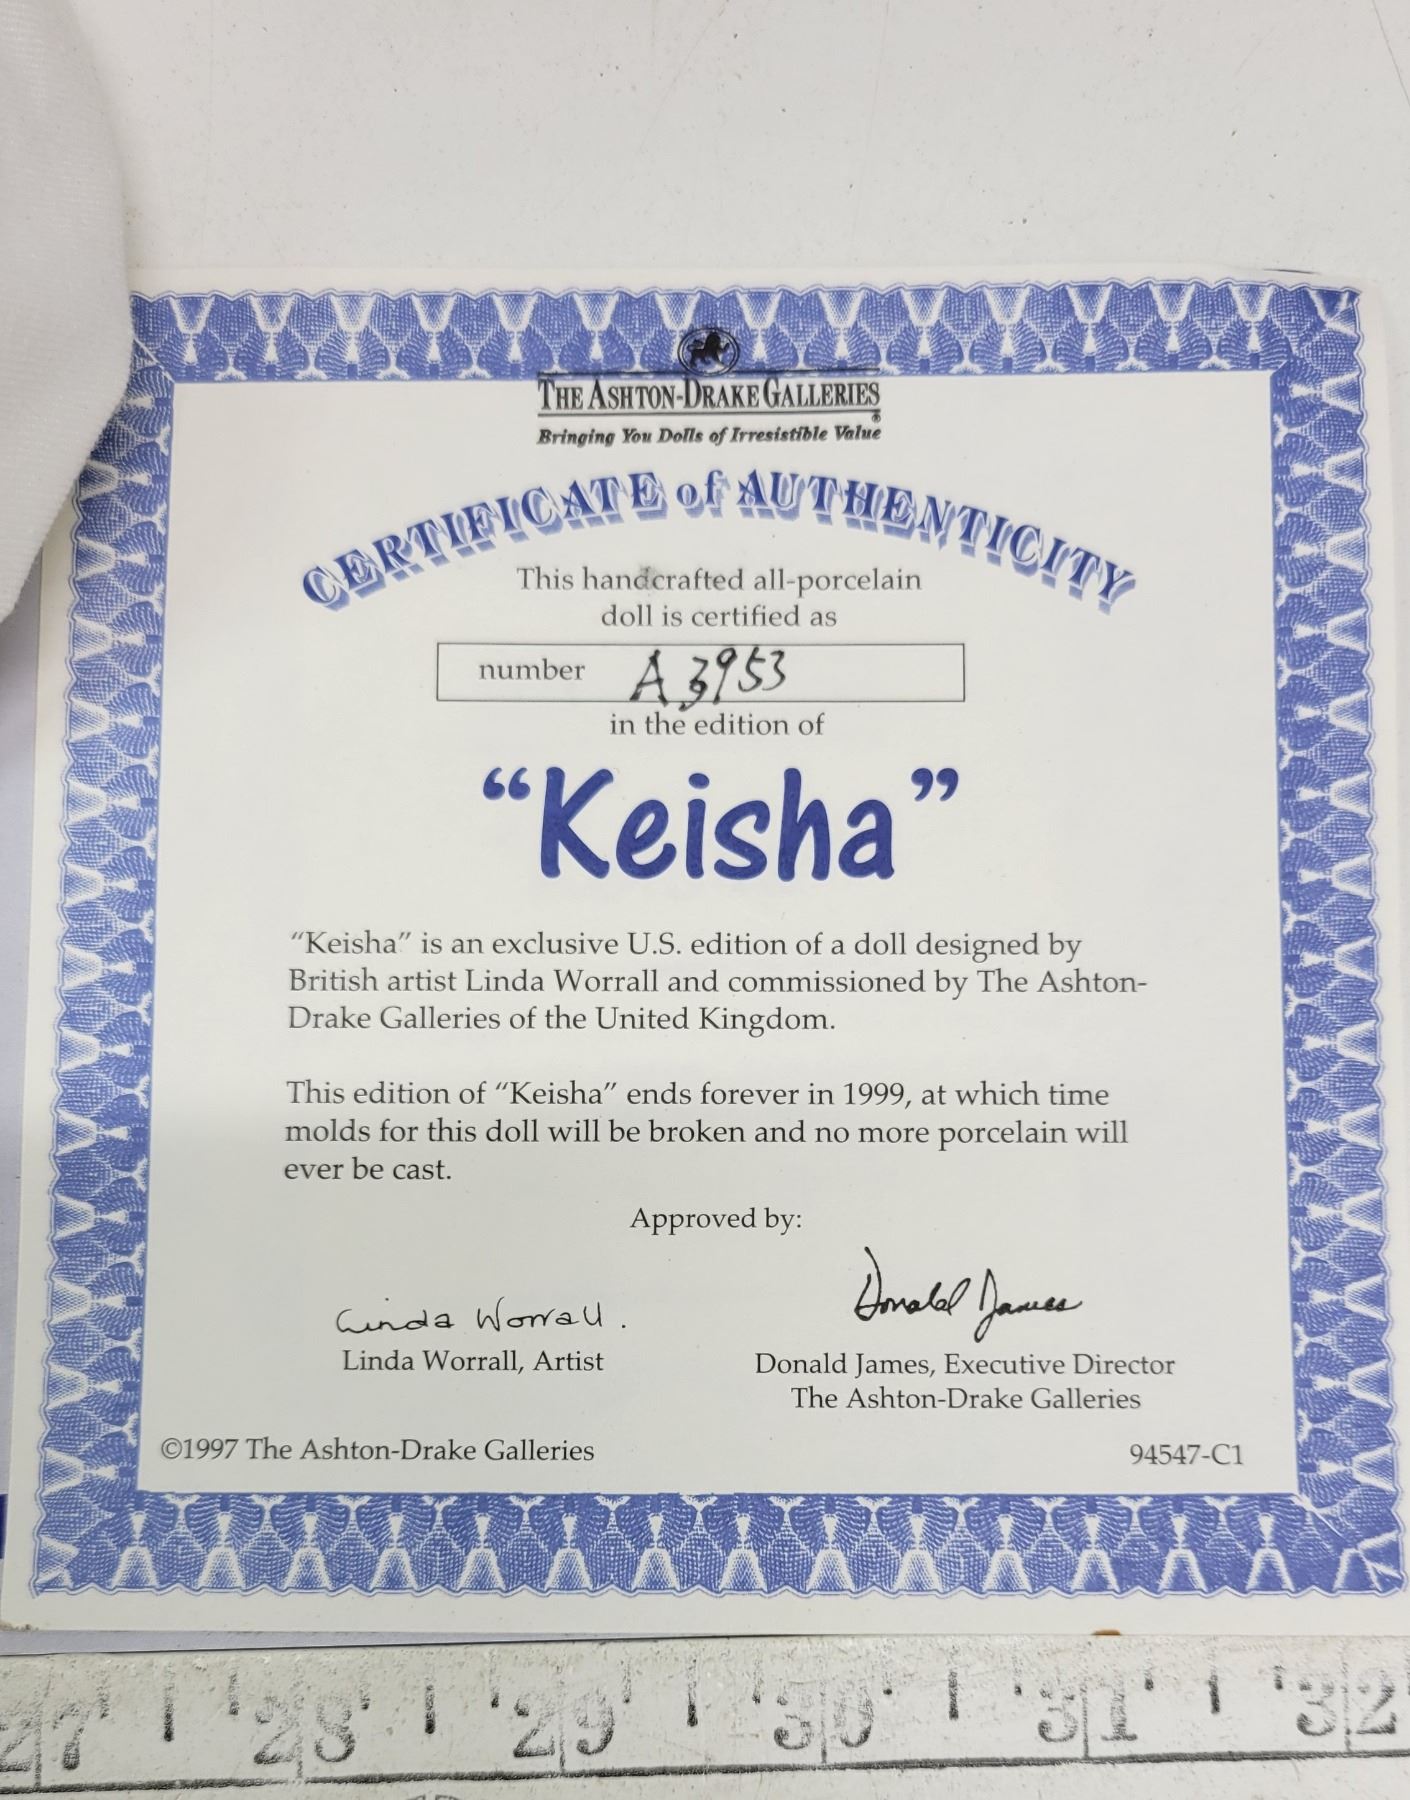 THE ASHTON-DRAKE GALLERIES
®
Bringing You Dolls of Irresistible Value
CERTIFICATE of AUTHENTICITY
This handcrafted all-porcelain
doll is certified as
number A3953
in the edition of
“Keisha”
“Keisha” is an exclusive U.S. edition of a doll designed by
British artist Linda Worrall and commissioned by The Ashton-
Drake Galleries of the United Kingdom.
This edition of “Keisha” ends forever in 1999, at which time
molds for this doll will be broken and no more porcelain will
ever be cast.
Approved by:
Linda Worrall. Donald James
Linda Worrall, Artist Donald James, Executive Director
The Ashton-Drake Galleries
©1997 The Ashton-Drake Galleries 94547-C1
27 28 29 30 31 32